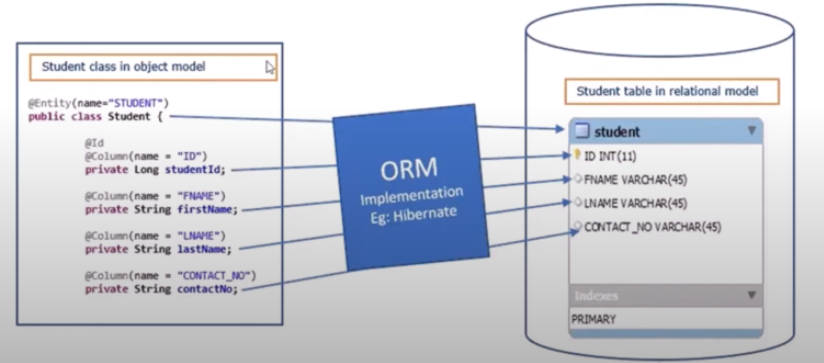 Student class in object model
@Entity(name="STUDENT")
public class Student {
@Id
@Column(name = "ID")
private Long studentId;
@Column(name = "FNAME")
private String firstName;
@Column(name = "LNAME")
private String lastName;
@Column(name = "CONTACT_NO")
private String contactNo;
ORM
Implementation
Eg: Hibernate
Student table in relational model
student
ID INT(11)
FNAME VARCHAR(45)
LNAME VARCHAR(45)
CONTACT_NO VARCHAR(45)
Indexes
PRIMARY